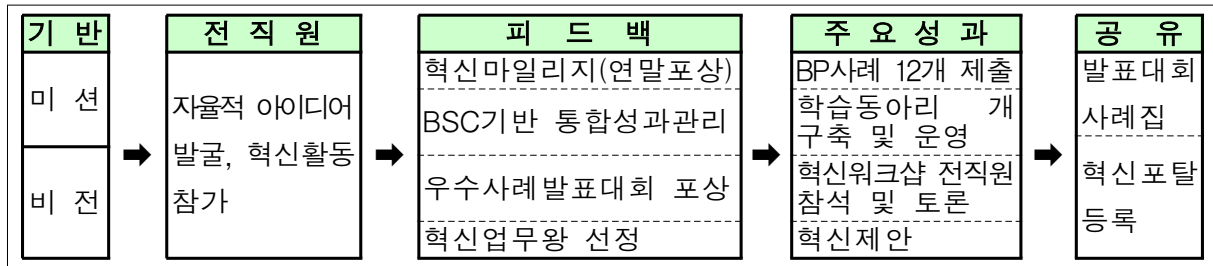 기 반
미 션
비 전
➡
전 직 원
자율적 아이디어
발굴, 혁신활동
참가
➡
피 드 백
혁신마일리지(연말포상)
BSC기반 통합성과관리
우수사례발표대회 포상
혁신업무왕 선정
➡
주 요 성 과
BP사례 12개 제출
학습동아리 개
구축 및 운영
혁신워크샵 전직원
참석 및 토론
혁신제안
➡
공 유
발표대회
사례집
혁신포탈
등록